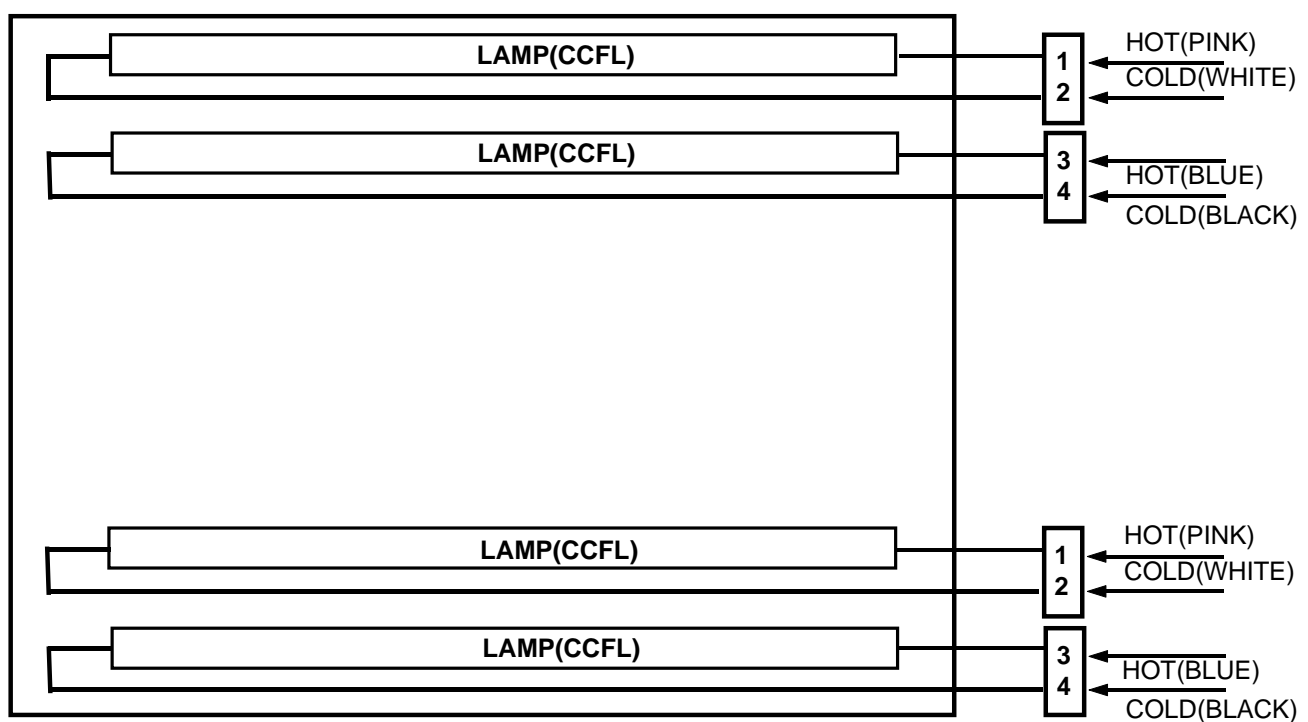 LAMP(CCFL)
1
HOT(PINK)
2
COLD(WHITE)
LAMP(CCFL)
3
HOT(BLUE)
4
COLD(BLACK)
LAMP(CCFL)
1
HOT(PINK)
2
COLD(WHITE)
LAMP(CCFL)
3
HOT(BLUE)
4
COLD(BLACK)